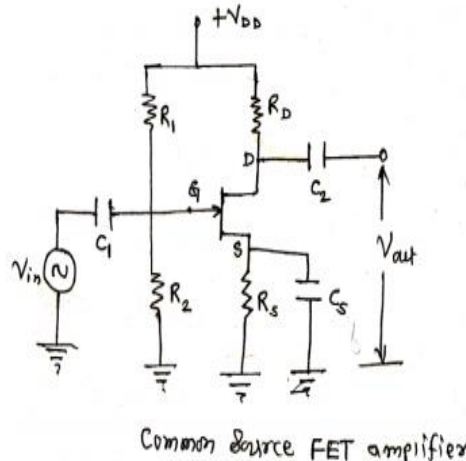 +VDD
R1
RD
D
C2
G
C1
S
Vin
Vout
R2
RS
CS
Common Source FET amplifier